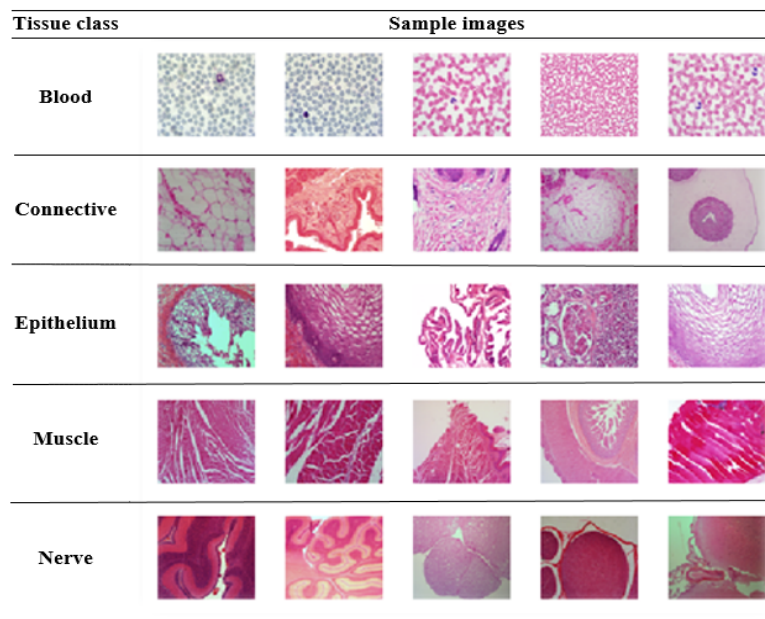 Tissue class Sample images
Blood
Connective
Epithelium
Muscle
Nerve